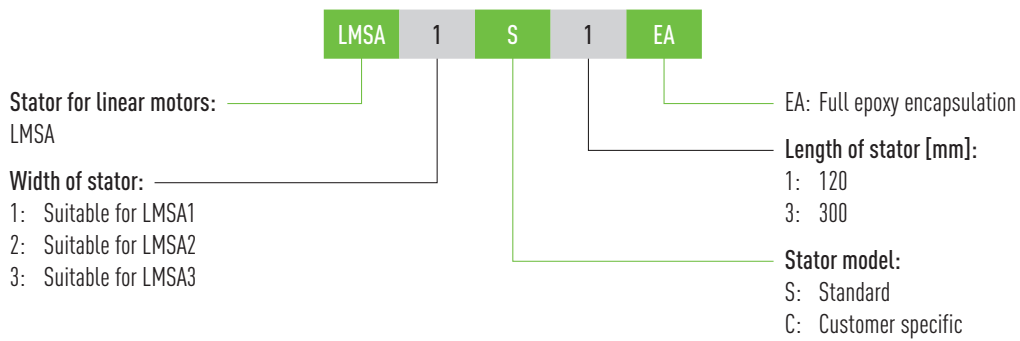 LMSA 1 S 1 EA
Stator for linear motors:
LMSA
Width of stator:
1: Suitable for LMSA1
2: Suitable for LMSA2
3: Suitable for LMSA3
EA: Full epoxy encapsulation
Length of stator [mm]:
1: 120
3: 300
Stator model:
S: Standard
C: Customer specific